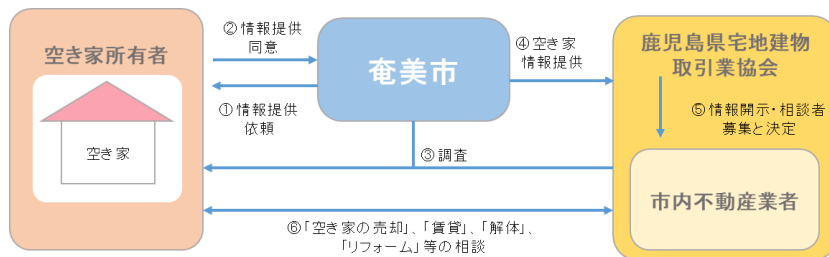 空き家所有者
空き家
②情報提供
同意
①情報提供
依頼
奄美市
③調査
④空き家
情報提供
鹿児島県宅地建物
取引業協会
⑤情報開示・相談者
募集と決定
市内不動産業者
⑥「空き家の売却」、「賃貸」、「解体」、
「リフォーム」等の相談